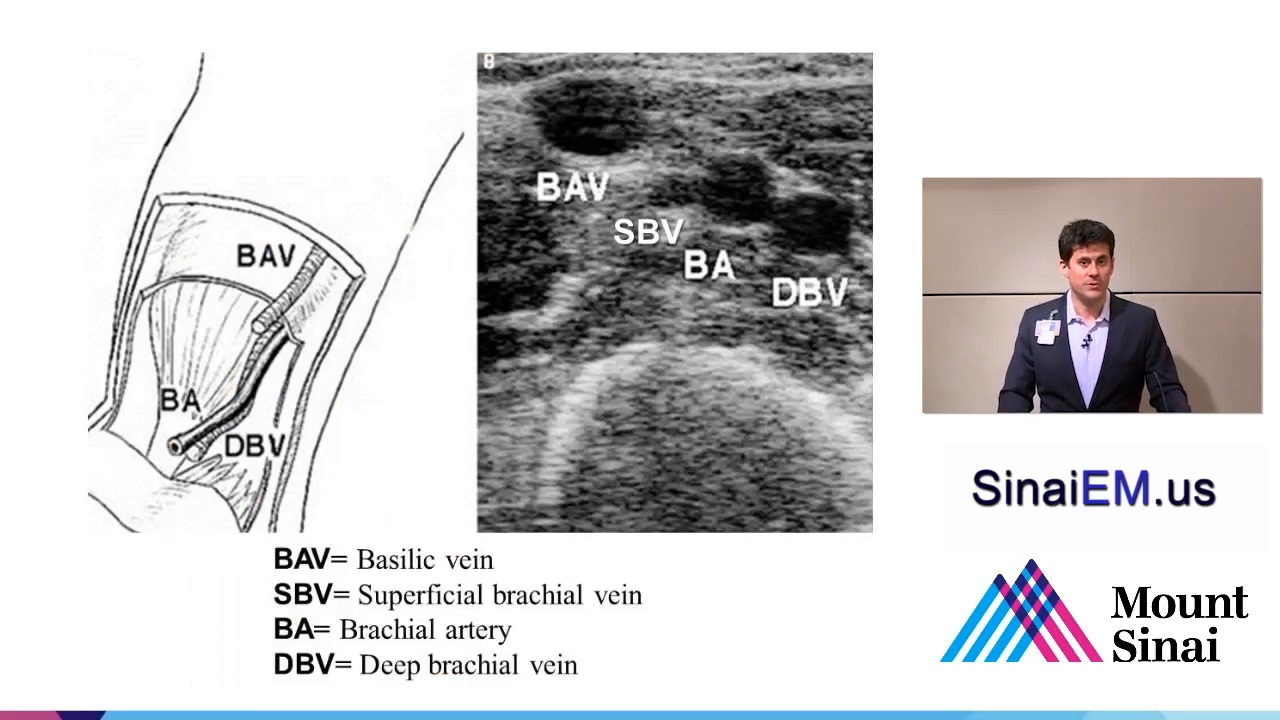 BAV
BA
DBV
B
BAV
SBV
BA
DBV
BAV= Basilic vein
SBV= Superficial brachial vein
BA= Brachial artery
DBV= Deep brachial vein
SinaiEM.us
Mount
Sinai